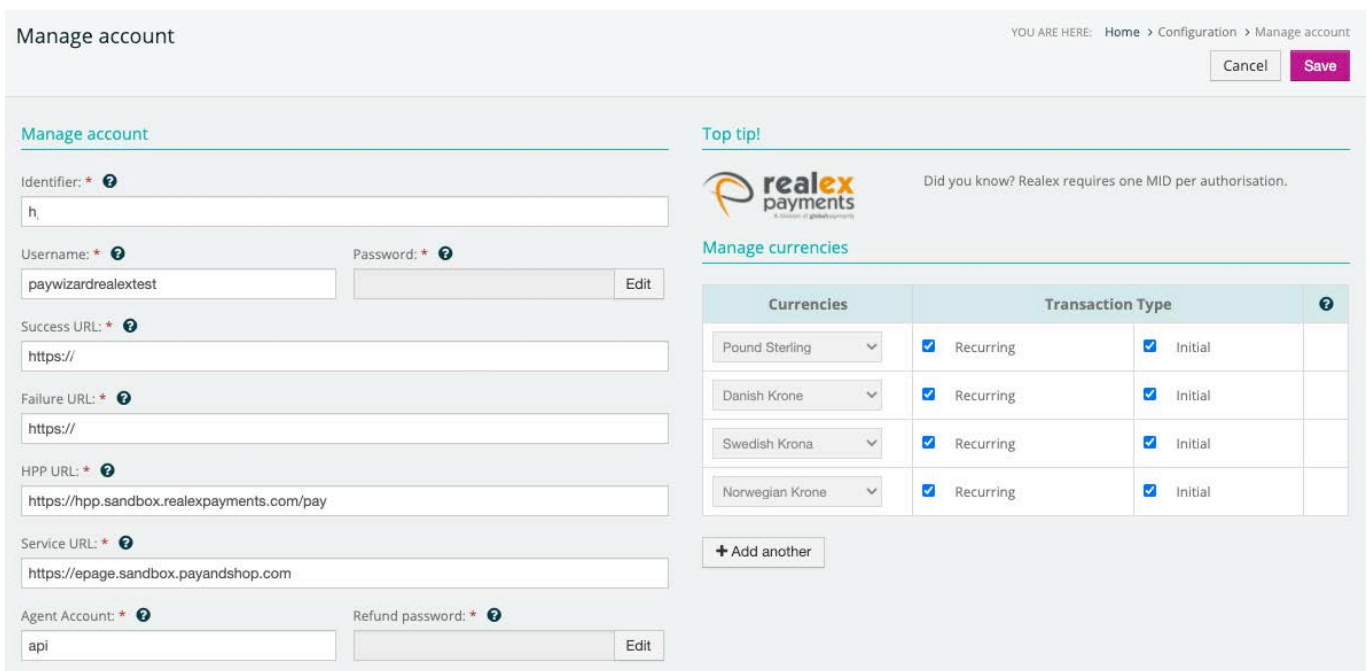 Manage account
YOU ARE HERE: Home > Configuration > Manage account
Cancel
Save
Manage account
Identifier: *
h,
Username: *
Password: *
paywizardrealextest
Edit
Success URL: *
https://
Failure URL: *
https://
HPP URL: *
https://hpp.sandbox.realexpayments.com/pay
Service URL: *
https://epage.sandbox.payandshop.com
Agent Account: *
Refund password: *
api
Edit
Top tip!
realex
payments
A division of globalpayments
Did you know? Realex requires one MID per authorisation.
Manage currencies
Currencies Transaction Type
Pound Sterling Recurring Initial
Danish Krone Recurring Initial
Swedish Krona Recurring Initial
Norwegian Krone Recurring Initial
+ Add another